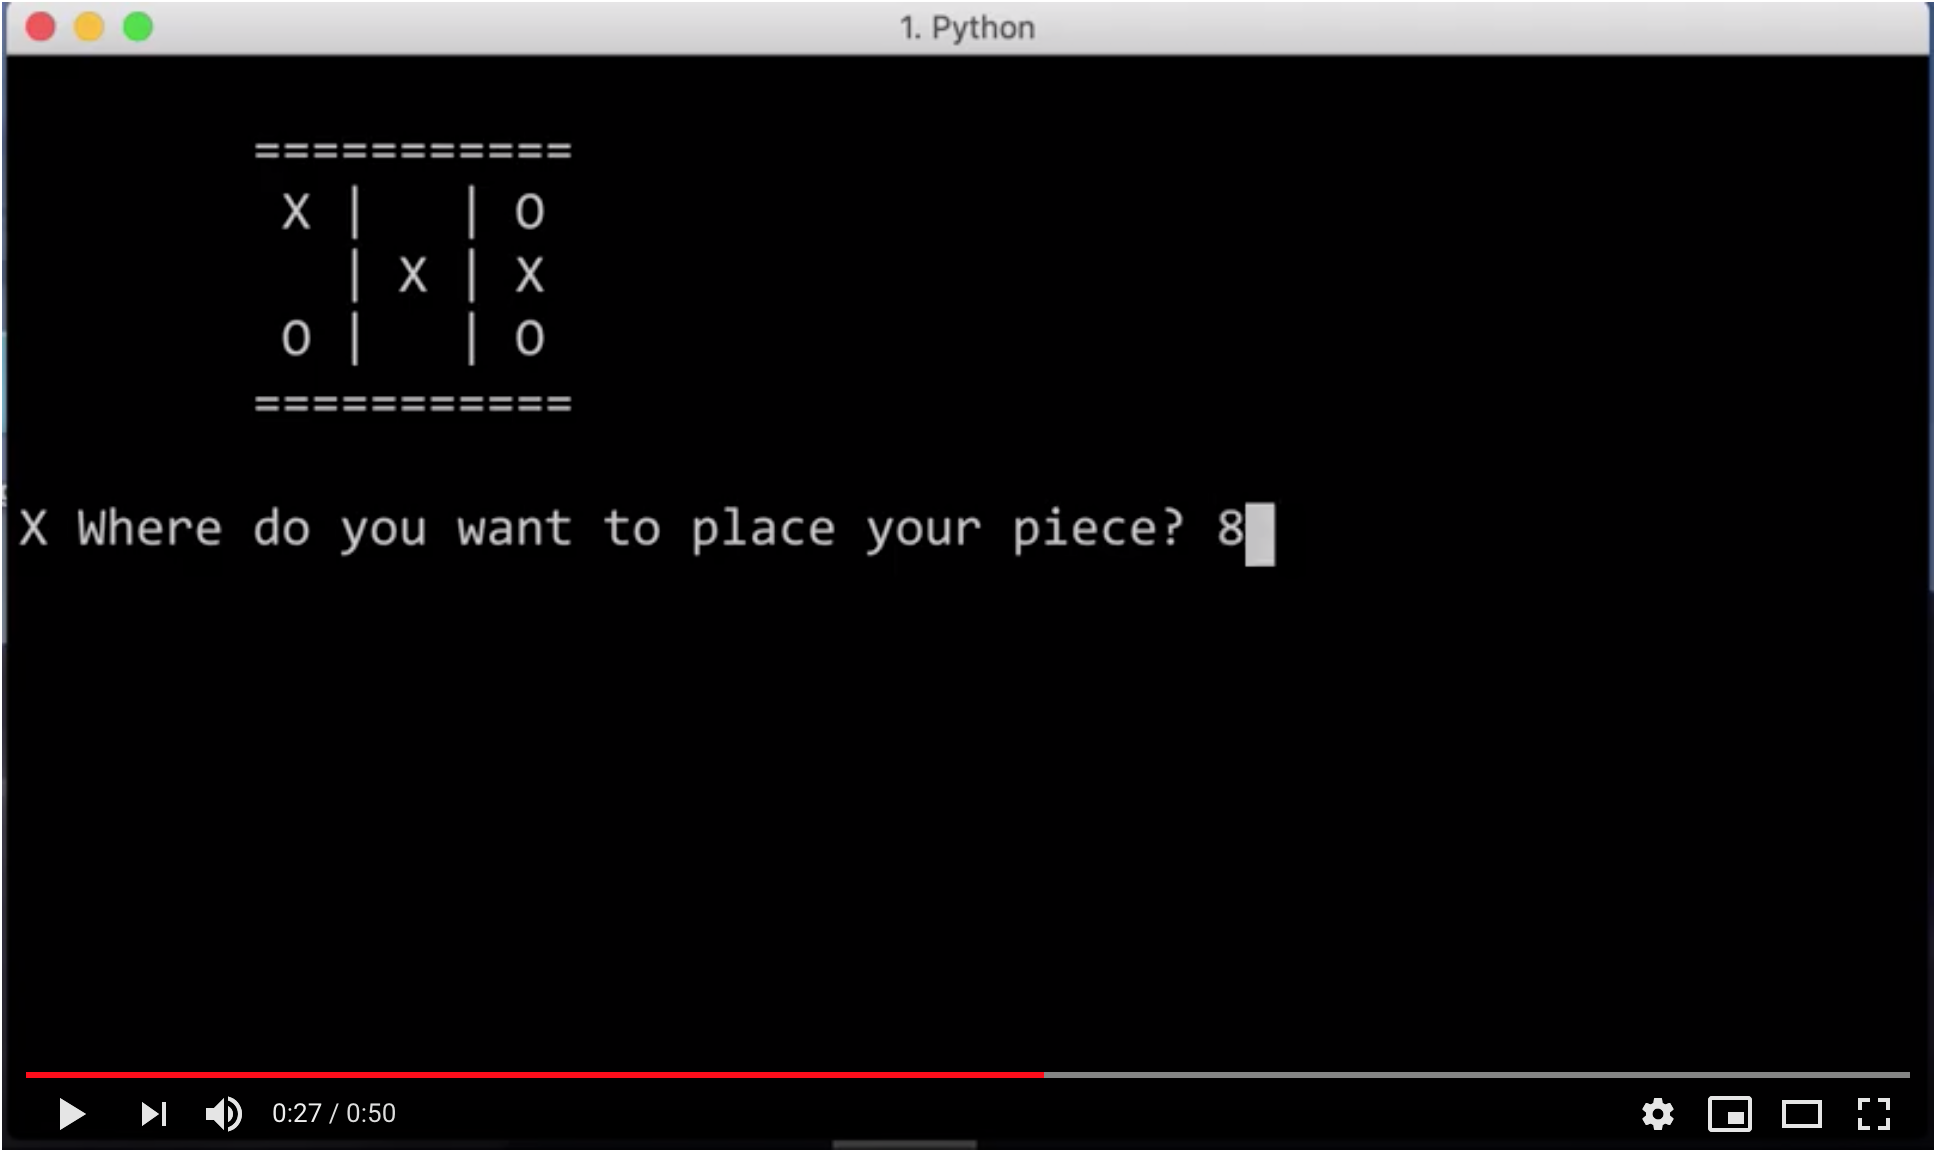 1. Python
===========
X |   | O
  | X | X
O |   | O
===========
X Where do you want to place your piece? 8
0:27 / 0:50